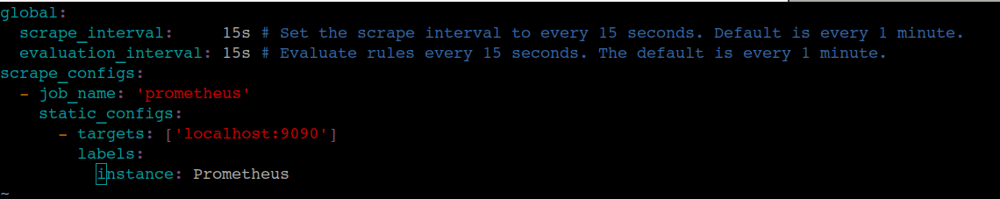 global:
  scrape_interval:     15s # Set the scrape interval to every 15 seconds. Default is every 1 minute.
  evaluation_interval: 15s # Evaluate rules every 15 seconds. The default is every 1 minute.
scrape_configs:
  - job_name: 'prometheus'
    static_configs:
      - targets: ['localhost:9090']
        labels:
          instance: Prometheus
~